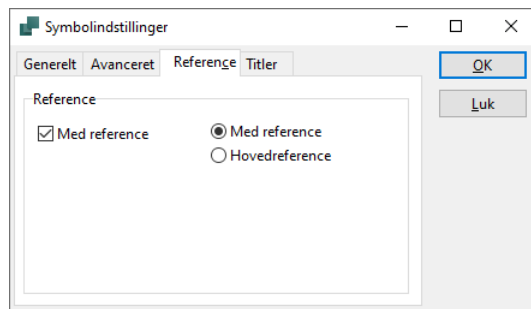 Symbolindstillinger
Generelt Avanceret Reference Titler
OK
Luk
Reference
Med reference
Med reference
Hovedreference